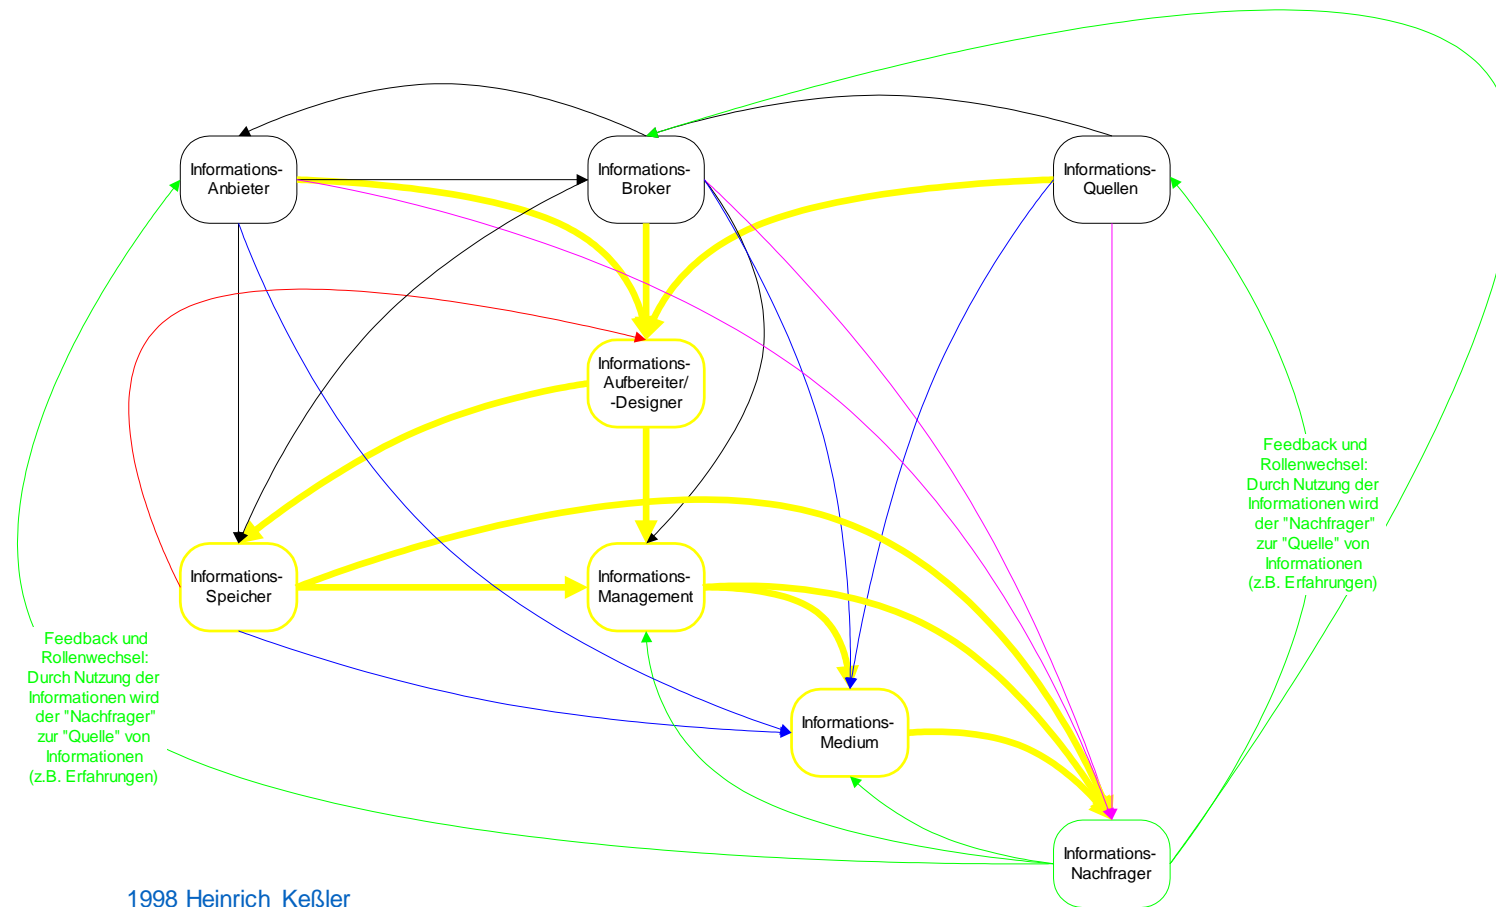 Informations-
Anbieter
Informations-
Broker
Informations-
Quellen
Informations-
Aufbereiter/
-Designer
Feedback und
Rollenwechsel:
Durch Nutzung der
Informationen wird
der "Nachfrager"
zur "Quelle" von
Informationen
(z.B. Erfahrungen)
Informations-
Speicher
Informations-
Management
Feedback und
Rollenwechsel:
Durch Nutzung der
Informationen wird
der "Nachfrager"
zur "Quelle" von
Informationen
(z.B. Erfahrungen)
Informations-
Medium
Informations-
Nachfrager
1998 Heinrich Keßler